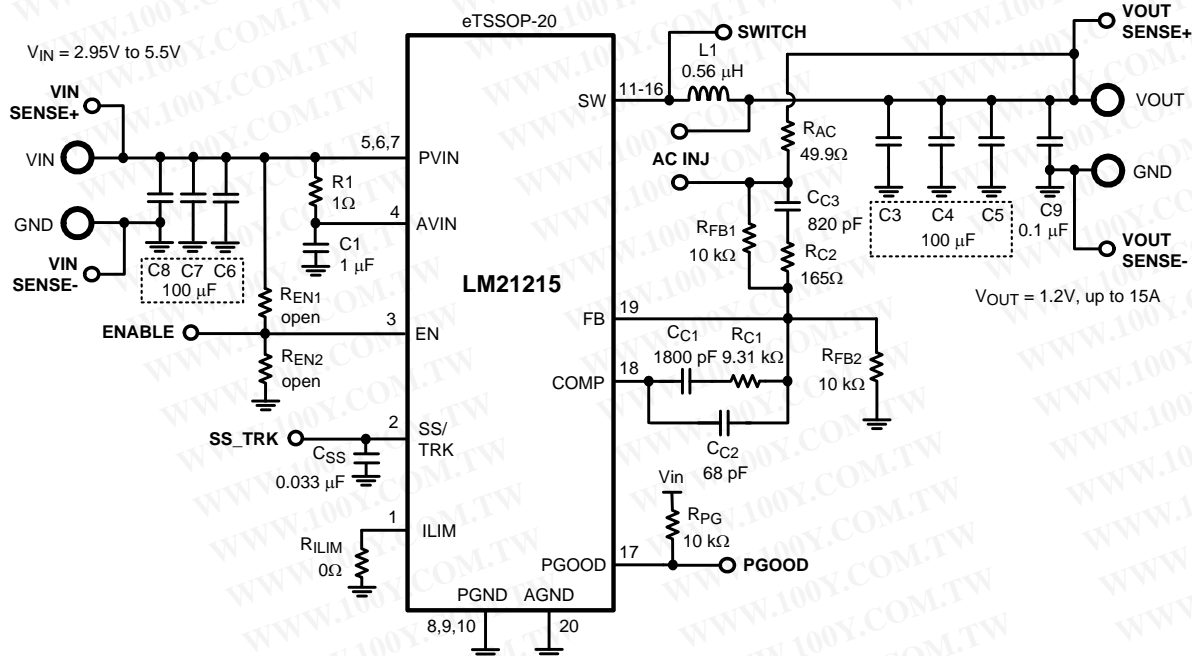 eTSSOP-20
V_IN = 2.95V to 5.5V
VIN
SENSE+
VIN
GND
VIN
SENSE-
C8 C7 C6
100 μF
R1
1Ω
C1
1 μF
R_EN1
open
ENABLE
R_EN2
open
SS_TRK
C_SS
0.033 μF
R_ILIM
0Ω
5,6,7
4
3
2
1
PVIN
AVIN
EN
SS/
TRK
ILIM
LM21215
SW
FB
COMP
PGOOD
PGND AGND
8,9,10
20
11-16
19
18
17
SWITCH
L1
0.56 μH
AC INJ
R_AC
49.9Ω
C_C3
820 pF
R_FB1
10 kΩ
R_C2
165Ω
C_C1
1800 pF
R_C1
9.31 kΩ
C_C2
68 pF
R_FB2
10 kΩ
Vin
R_PG
10 kΩ
PGOOD
C3 C4 C5
100 μF
C9
0.1 μF
VOUT
SENSE+
VOUT
GND
VOUT
SENSE-
V_OUT = 1.2V, up to 15A
WWW.100Y.COM.TW